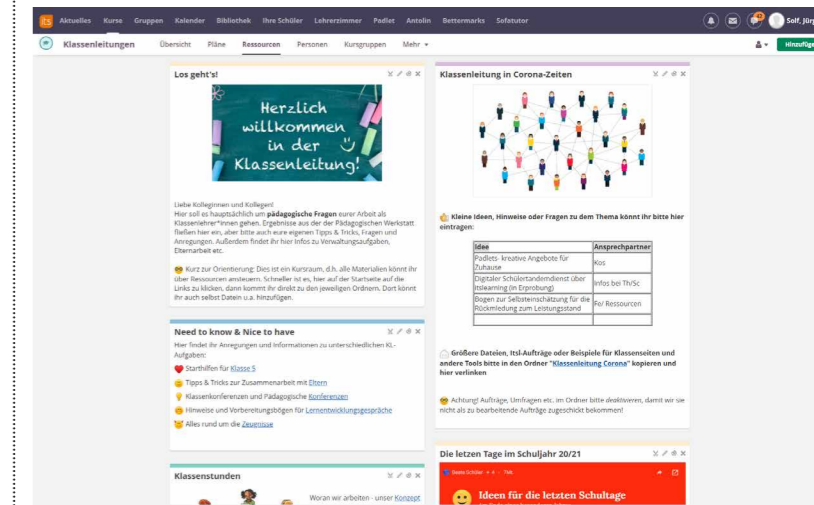 its Aktuelles Kurse Gruppen Kalender Bibliothek Ihre Schüler Lehrerzimmer Padlet Antolin Bettermarks Sofatutor Solf, Jürg
Klassenleitungen Übersicht Pläne Ressourcen Personen Kursgruppen Mehr Hinzufüge
Los geht's!
Herzlich
willkommen
in der
Klassenleitung!
Liebe Kolleginnen und Kollegen!
Hier soll es hauptsächlich um pädagogische Fragen eurer Arbeit als
Klassenlehrer*innen gehen. Ergebnisse aus der der Pädagogischen Werkstatt
fließen hier ein, aber bitte auch eure eigenen Tipps & Tricks, Fragen und
Anregungen. Außerdem findet ihr hier Infos zu Verwaltungsaufgaben,
Elternarbeit etc.
Kurz zur Orientierung: Dies ist ein Kursraum, d.h. alle Materialien könnt ihr
über Ressourcen ansteuern. Schneller ist es, hier auf der Startseite auf die
Links zu klicken, dann kommt ihr direkt zu den jeweiligen Ordnern. Dort könnt
ihr auch selbst Datein u.a. hinzufügen.
Need to know & Nice to have
Hier findet ihr Anregungen und Informationen zu unterschiedlichen KL-
Aufgaben:
Starthilfen für Klasse 5
Tipps & Tricks zur Zusammenarbeit mit Eltern
Klassenkonferenzen und Pädagogische Konferenzen
Hinweise und Vorbereitungsbögen für Lernentwicklungsgespräche
Alles rund um die Zeugnisse
Klassenstunden
Woran wir arbeiten - unser Konzept
Klassenleitung in Corona-Zeiten
Kleine Ideen, Hinweise oder Fragen zu dem Thema könnt ihr bitte hier
eintragen:
Idee Ansprechpartner
Padlets- kreative Angebote für
Zuhause
Kos
Digitaler Schülertandemdienst über
itslearning (in Erprobung)
Infos bei Th/Sc
Bogen zur Selbsteinschätzung für die
Rückmledung zum Leistungsstand
Fe/ Ressourcen
Größere Dateien, Itsl-Aufträge oder Beispiele für Klassenseiten und
andere Tools bitte in den Ordner "Klassenleitung Corona" kopieren und
hier verlinken
Achtung! Aufträge, Umfragen etc. im Ordner bitte deaktivieren, damit wir sie
nicht als zu bearbeitende Aufträge zugeschickt bekommen!
Die letzen Tage im Schuljahr 20/21
Ideen für die letzten Schultage